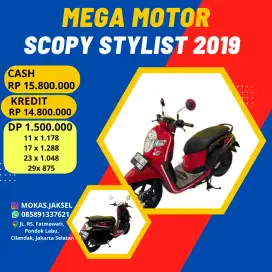 MEGA MOTOR
SCOPY STYLIST 2019
CASH
RP 15.800.000
KREDIT
RP 14.800.000
DP 1.500.000
11 x 1.178
17 x 1.288
23 x 1.048
29x 875
MOKAS.JAKSEL
085891337621
JL. RS. Fatmawati,
Pondok Labu,
Cilandak, Jakarta Selatan